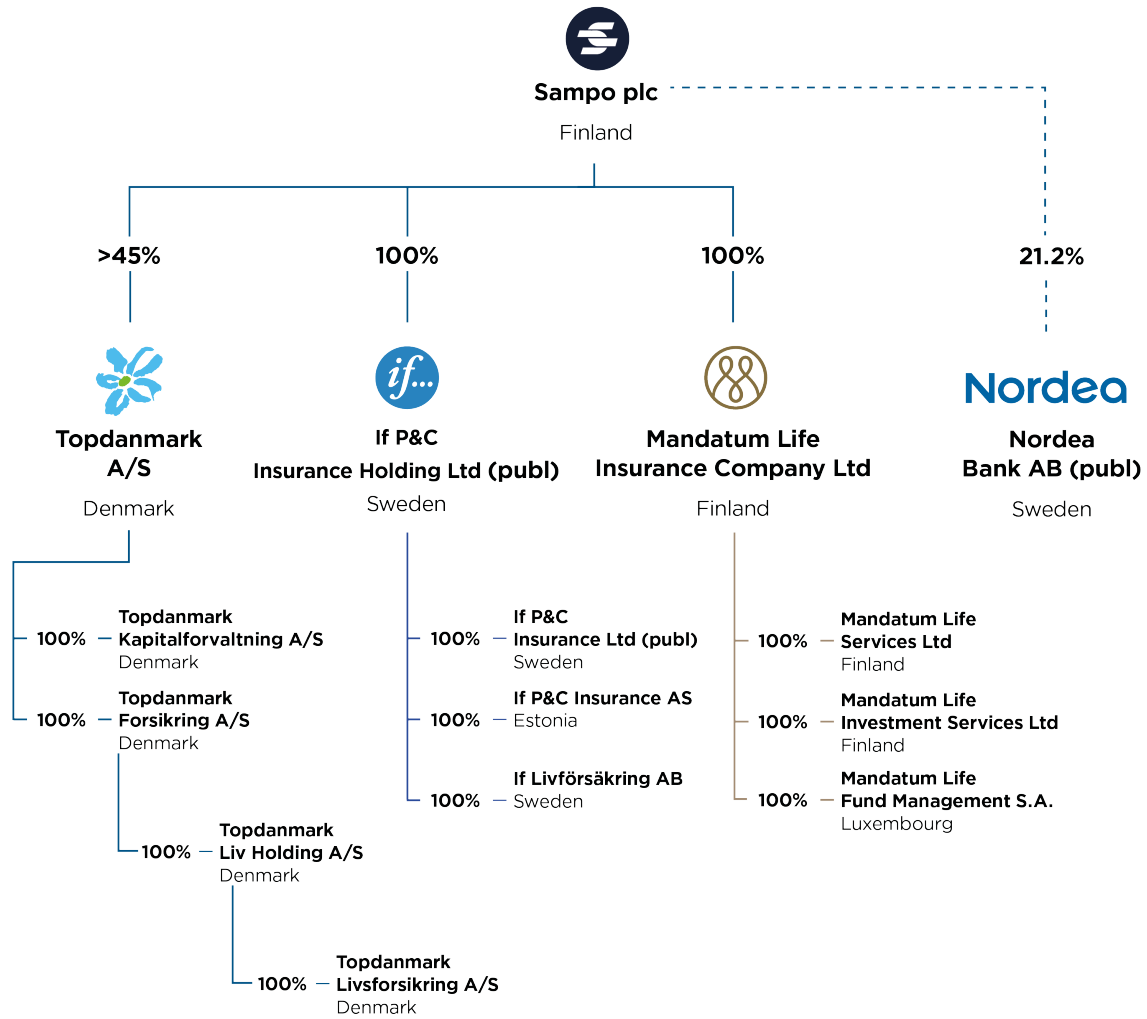 Sampo plc
Finland
>45%
100%
100%
21.2%
if...
Nordea
Topdanmark
A/S
Denmark
If P&C
Insurance Holding Ltd (publ)
Sweden
Mandatum Life
Insurance Company Ltd
Finland
Nordea
Bank AB (publ)
Sweden
100%
Topdanmark
Kapitalforvaltning A/S
Denmark
100%
Topdanmark
Forsikring A/S
Denmark
100%
Topdanmark
Liv Holding A/S
Denmark
100%
Topdanmark
Livsforsikring A/S
Denmark
100%
If P&C
Insurance Ltd (publ)
Sweden
100%
If P&C Insurance AS
Estonia
100%
If Livförsäkring AB
Sweden
100%
Mandatum Life
Services Ltd
Finland
100%
Mandatum Life
Investment Services Ltd
Finland
100%
Mandatum Life
Fund Management S.A.
Luxembourg